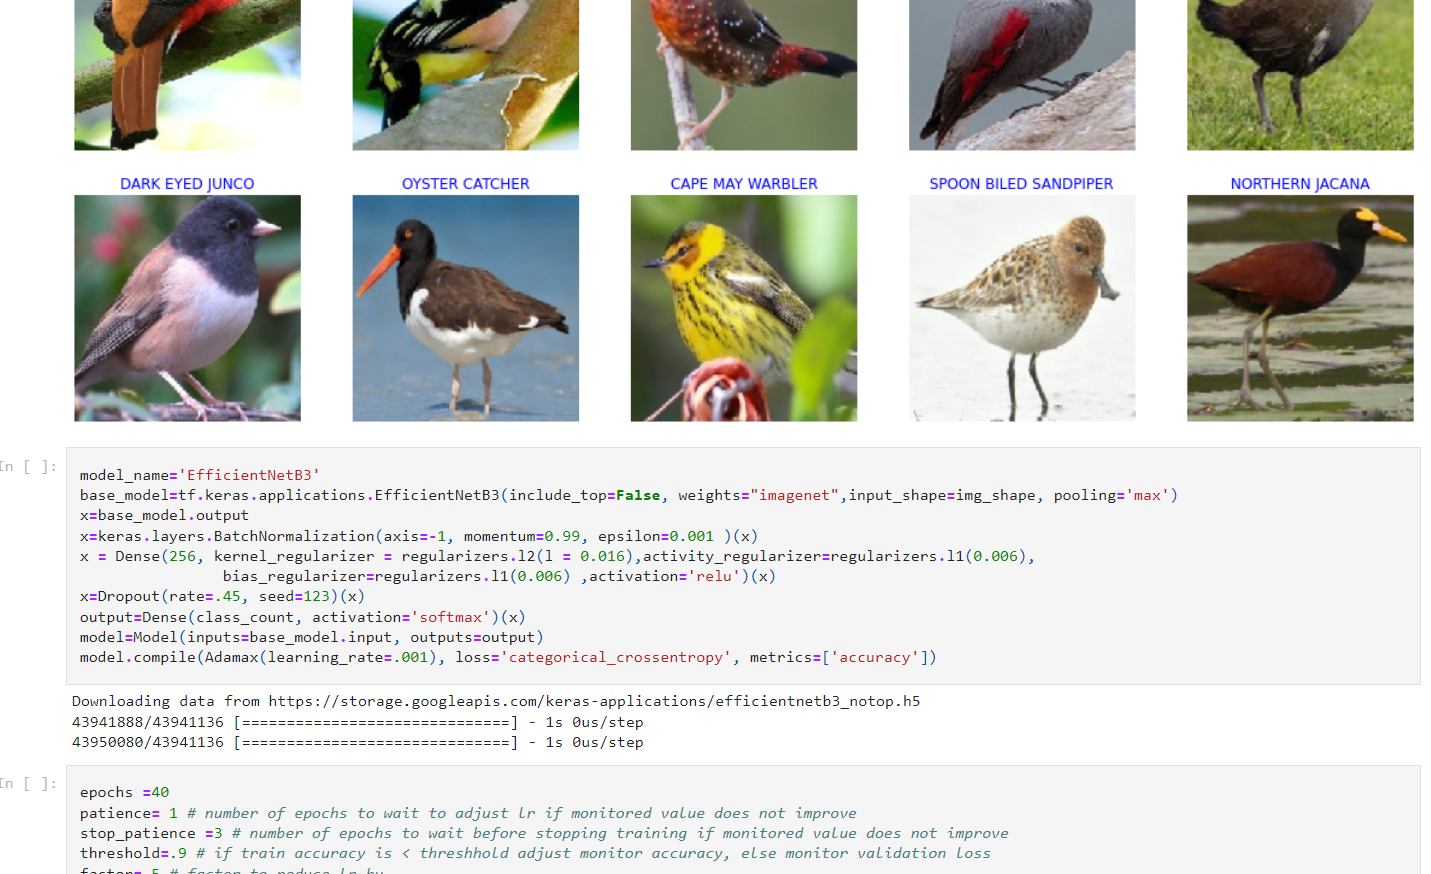 DARK EYED JUNCO OYSTER CATCHER CAPE MAY WARBLER SPOON BILED SANDPIPER NORTHERN JACANA
In [ ]:
model_name='EfficientNetB3'
base_model=tf.keras.applications.EfficientNetB3(include_top=False, weights="imagenet",input_shape=img_shape, pooling='max')
x=base_model.output
x=keras.layers.BatchNormalization(axis=-1, momentum=0.99, epsilon=0.001 )(x)
x = Dense(256, kernel_regularizer = regularizers.l2(l = 0.016),activity_regularizer=regularizers.l1(0.006),
bias_regularizer=regularizers.l1(0.006) ,activation='relu')(x)
x=Dropout(rate=.45, seed=123)(x)
output=Dense(class_count, activation='softmax')(x)
model=Model(inputs=base_model.input, outputs=output)
model.compile(Adamax(learning_rate=.001), loss='categorical_crossentropy', metrics=['accuracy'])
Downloading data from https://storage.googleapis.com/keras-applications/efficientnetb3_notop.h5
43941888/43941136 [==============================] - 1s 0us/step
43950080/43941136 [==============================] - 1s 0us/step
In [ ]:
epochs =40
patience= 1 # number of epochs to wait to adjust lr if monitored value does not improve
stop_patience =3 # number of epochs to wait before stopping training if monitored value does not improve
threshold=.9 # if train accuracy is < threshhold adjust monitor accuracy, else monitor validation loss
factor=.5 # factor to reduce lr by